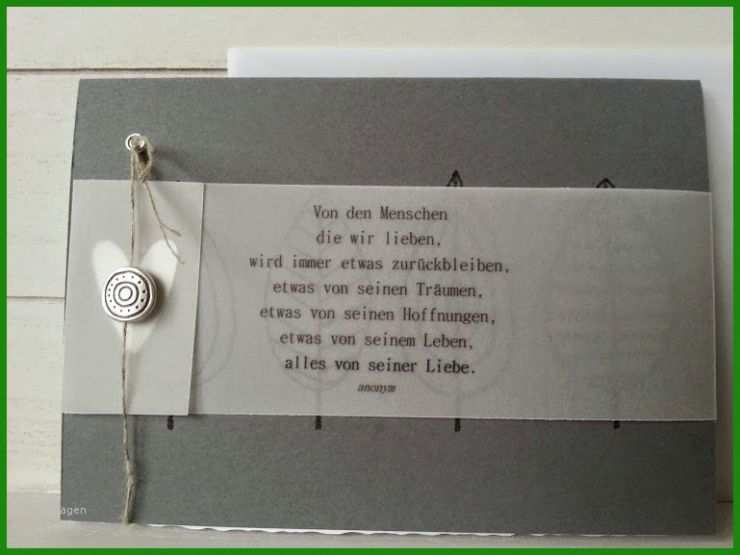 Von den Menschen
die wir lieben,
wird immer etwas zurückbleiben,
etwas von seinen Träumen,
etwas von seinen Hoffnungen,
etwas von seinem Leben,
alles von seiner Liebe.
anonym
agen